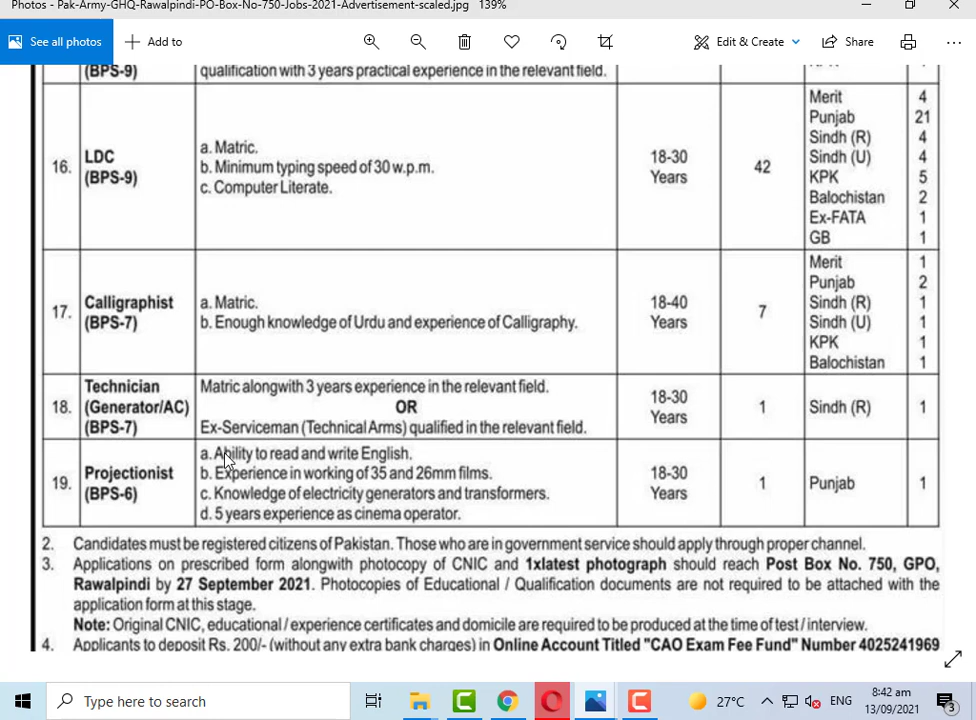 Photos - Pak-Army-GHQ-Rawalpindi-PO-Box-No-750-Jobs-2021-Advertisement-scaled.jpg 139%
See all photos
Add to
Edit & Create
Share
(BPS-9)
qualification with 3 years practical experience in the relevant field.
16.
LDC
(BPS-9)
a. Matric.
b. Minimum typing speed of 30 w.p.m.
c. Computer Literate.
18-30
Years
42
Merit 4
Punjab 21
Sindh (R) 4
Sindh (U) 4
KPK 5
Balochistan 2
Ex-FATA 1
GB 1
17.
Calligraphist
(BPS-7)
a. Matric.
b. Enough knowledge of Urdu and experience of Calligraphy.
18-40
Years
7
Merit 1
Punjab 2
Sindh (R) 1
Sindh (U) 1
KPK 1
Balochistan 1
18.
Technician
(Generator/AC)
(BPS-7)
Matric alongwith 3 years experience in the relevant field.
OR
Ex-Serviceman (Technical Arms) qualified in the relevant field.
18-30
Years
1
Sindh (R) 1
19.
Projectionist
(BPS-6)
a. Ability to read and write English.
b. Experience in working of 35 and 26mm films.
c. Knowledge of electricity generators and transformers.
d. 5 years experience as cinema operator.
18-30
Years
1
Punjab 1
2. Candidates must be registered citizens of Pakistan. Those who are in government service should apply through proper channel.
3. Applications on prescribed form alongwith photocopy of CNIC and 1xlatest photograph should reach Post Box No. 750, GPO,
Rawalpindi by 27 September 2021. Photocopies of Educational / Qualification documents are not required to be attached with the
application form at this stage.
Note: Original CNIC, educational / experience certificates and domicile are required to be produced at the time of test / interview.
4. Applicants to deposit Rs. 200/- (without any extra bank charges) in Online Account Titled "CAO Exam Fee Fund" Number 4025241969
Type here to search
27°C
ENG
8:42 am
13/09/2021
3